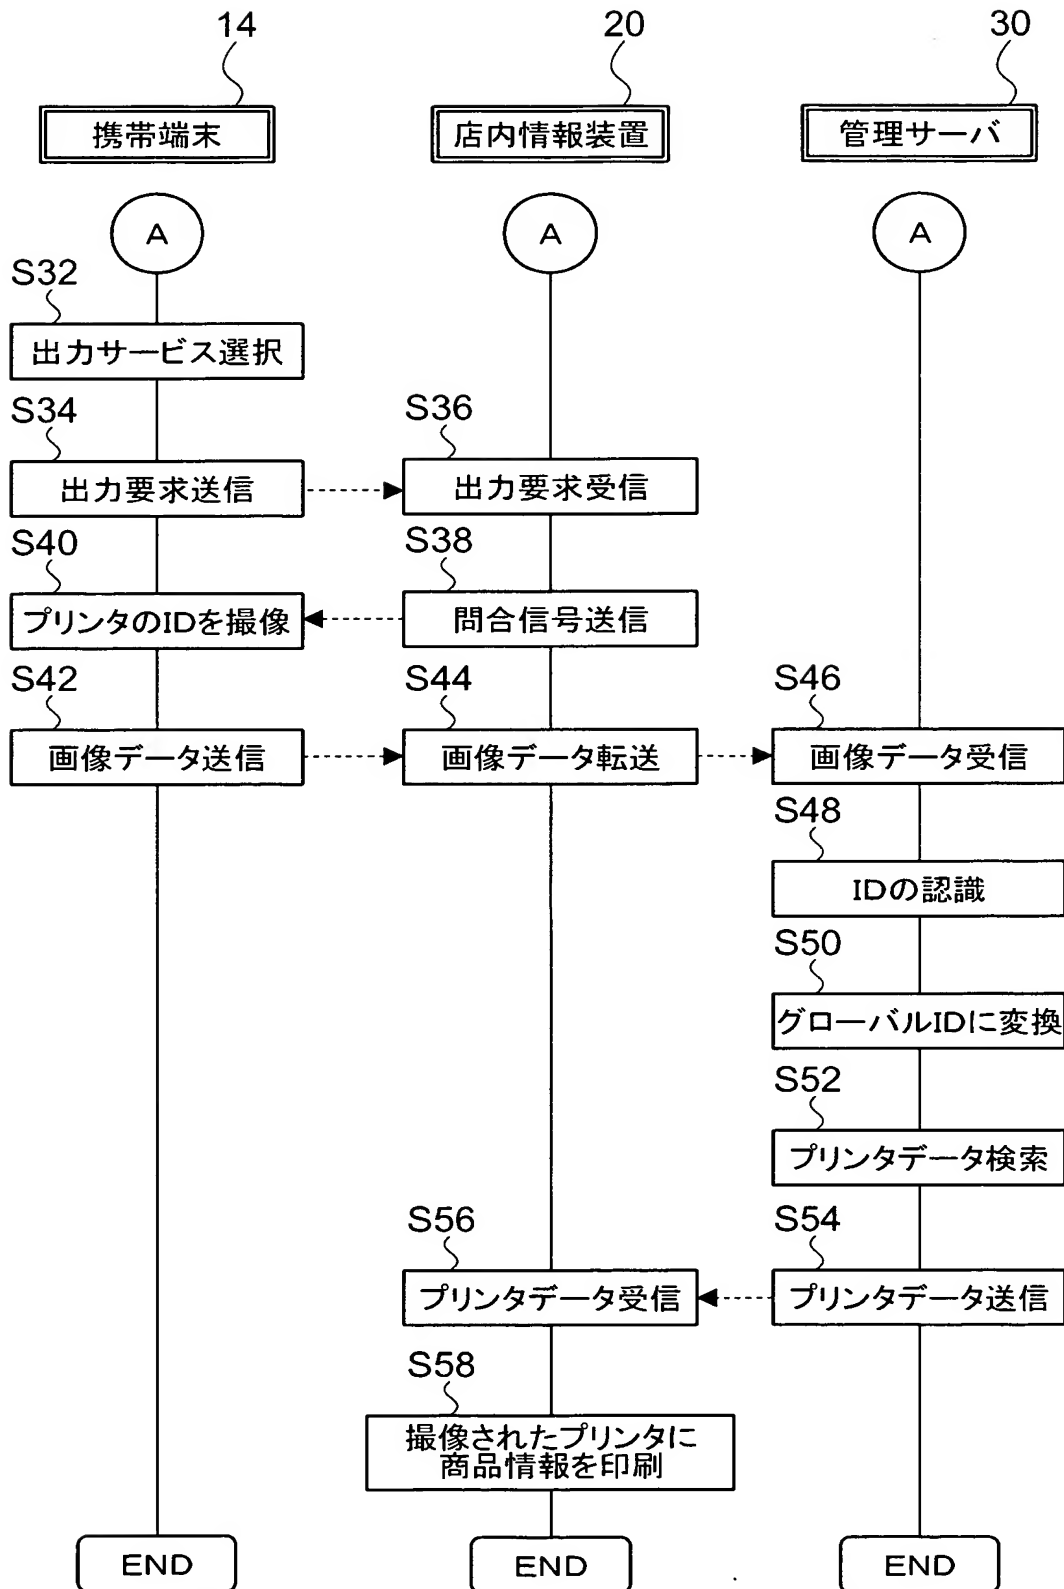 14 20 30
携帯端末 店内情報装置 管理サーバ
A A A
S32
出力サービス選択
S34 S36
出力要求送信 出力要求受信
S40 S38
プリンタのIDを撮像 問合信号送信
S42 S44 S46
画像データ送信 画像データ転送 画像データ受信
S48
IDの認識
S50
グローバルIDに変換
S52
プリンタデータ検索
S56 S54
プリンタデータ受信 プリンタデータ送信
S58
撮像されたプリンタに
商品情報を印刷
END END END